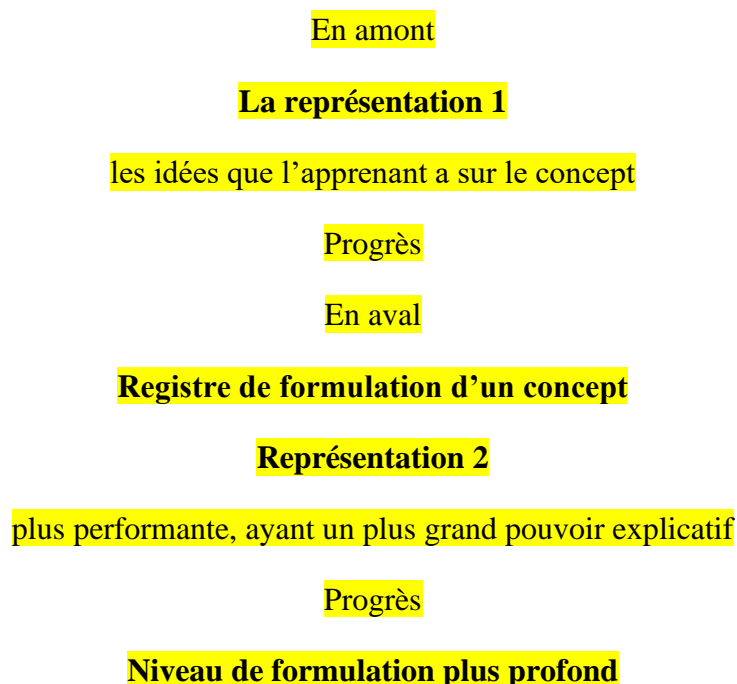 En amont
La représentation 1
les idées que l’apprenant a sur le concept
Progrès
En aval
Registre de formulation d’un concept
Représentation 2
plus performante, ayant un plus grand pouvoir explicatif
Progrès
Niveau de formulation plus profond